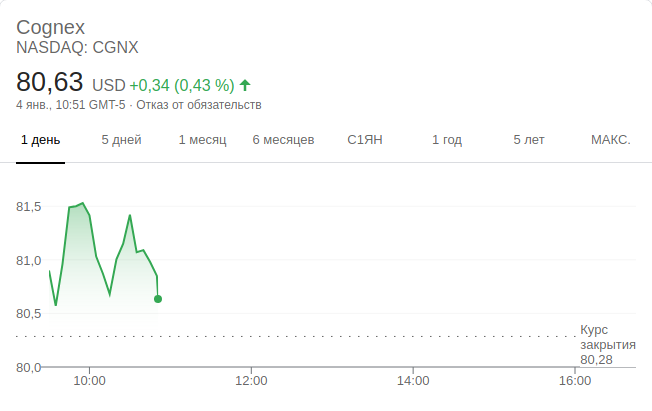 Cognex
NASDAQ: CGNX
80,63 USD +0,34 (0,43 %)
4 янв., 10:51 GMT-5 · Отказ от обязательств
1 день 5 дней 1 месяц 6 месяцев С1ЯН 1 год 5 лет МАКС.
81,5
81,0
80,5
Курс
закрытия
80,28
80,0
10:00 12:00 14:00 16:00